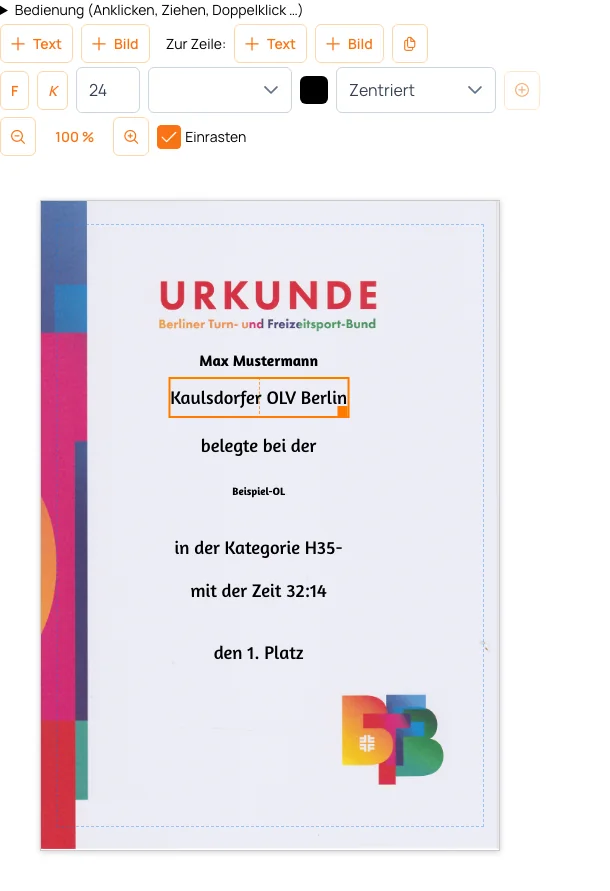 Bedienung (Anklicken, Ziehen, Doppelklick ...)
Text
Bild
Zur Zeile:
Text
Bild
F
K
24
Zentriert
100 %
Einrasten
URKUNDE
Berliner Turn- und Freizeitsport-Bund
Max Mustermann
Kaulsdorfer OLV Berlin
belegte bei der
Beispiel-OL
in der Kategorie H35-
mit der Zeit 32:14
den 1. Platz
BTFB